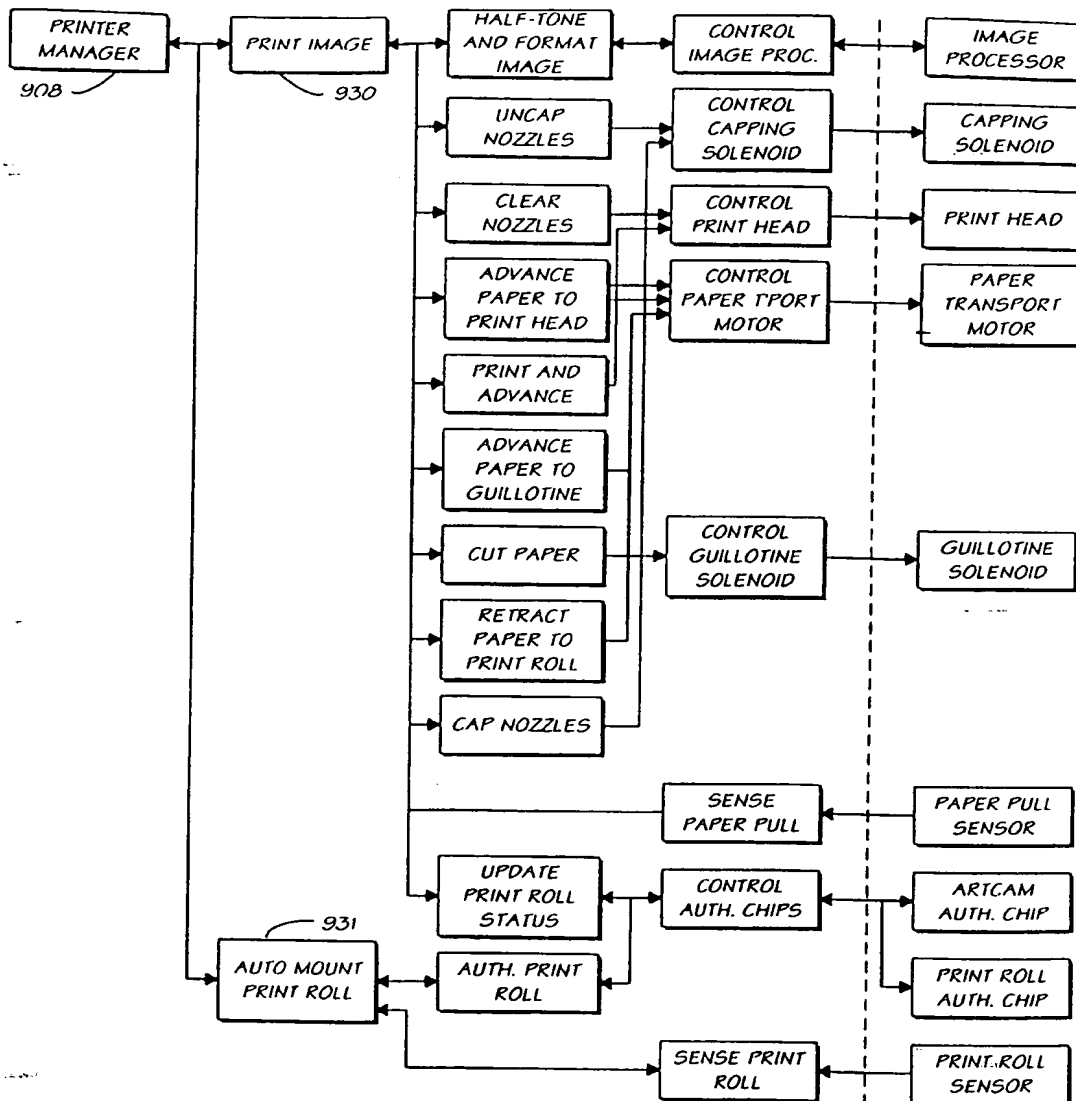 PRINTER
MANAGER
908
PRINT IMAGE
930
HALF-TONE
AND FORMAT
IMAGE
CONTROL
IMAGE PROC.
IMAGE
PROCESSOR
UNCAP
NOZZLES
CONTROL
CAPPING
SOLENOID
CAPPING
SOLENOID
CLEAR
NOZZLES
CONTROL
PRINT HEAD
PRINT HEAD
ADVANCE
PAPER TO
PRINT HEAD
CONTROL
PAPER T'PORT
MOTOR
PAPER
TRANSPORT
MOTOR
PRINT AND
ADVANCE
ADVANCE
PAPER TO
GUILLOTINE
CUT PAPER
CONTROL
GUILLOTINE
SOLENOID
GUILLOTINE
SOLENOID
RETRACT
PAPER TO
PRINT ROLL
CAP NOZZLES
SENSE
PAPER PULL
PAPER PULL
SENSOR
UPDATE
PRINT ROLL
STATUS
CONTROL
AUTH. CHIPS
ARTCAM
AUTH. CHIP
931
AUTO MOUNT
PRINT ROLL
AUTH. PRINT
ROLL
PRINT ROLL
AUTH. CHIP
SENSE PRINT
ROLL
PRINT ROLL
SENSOR